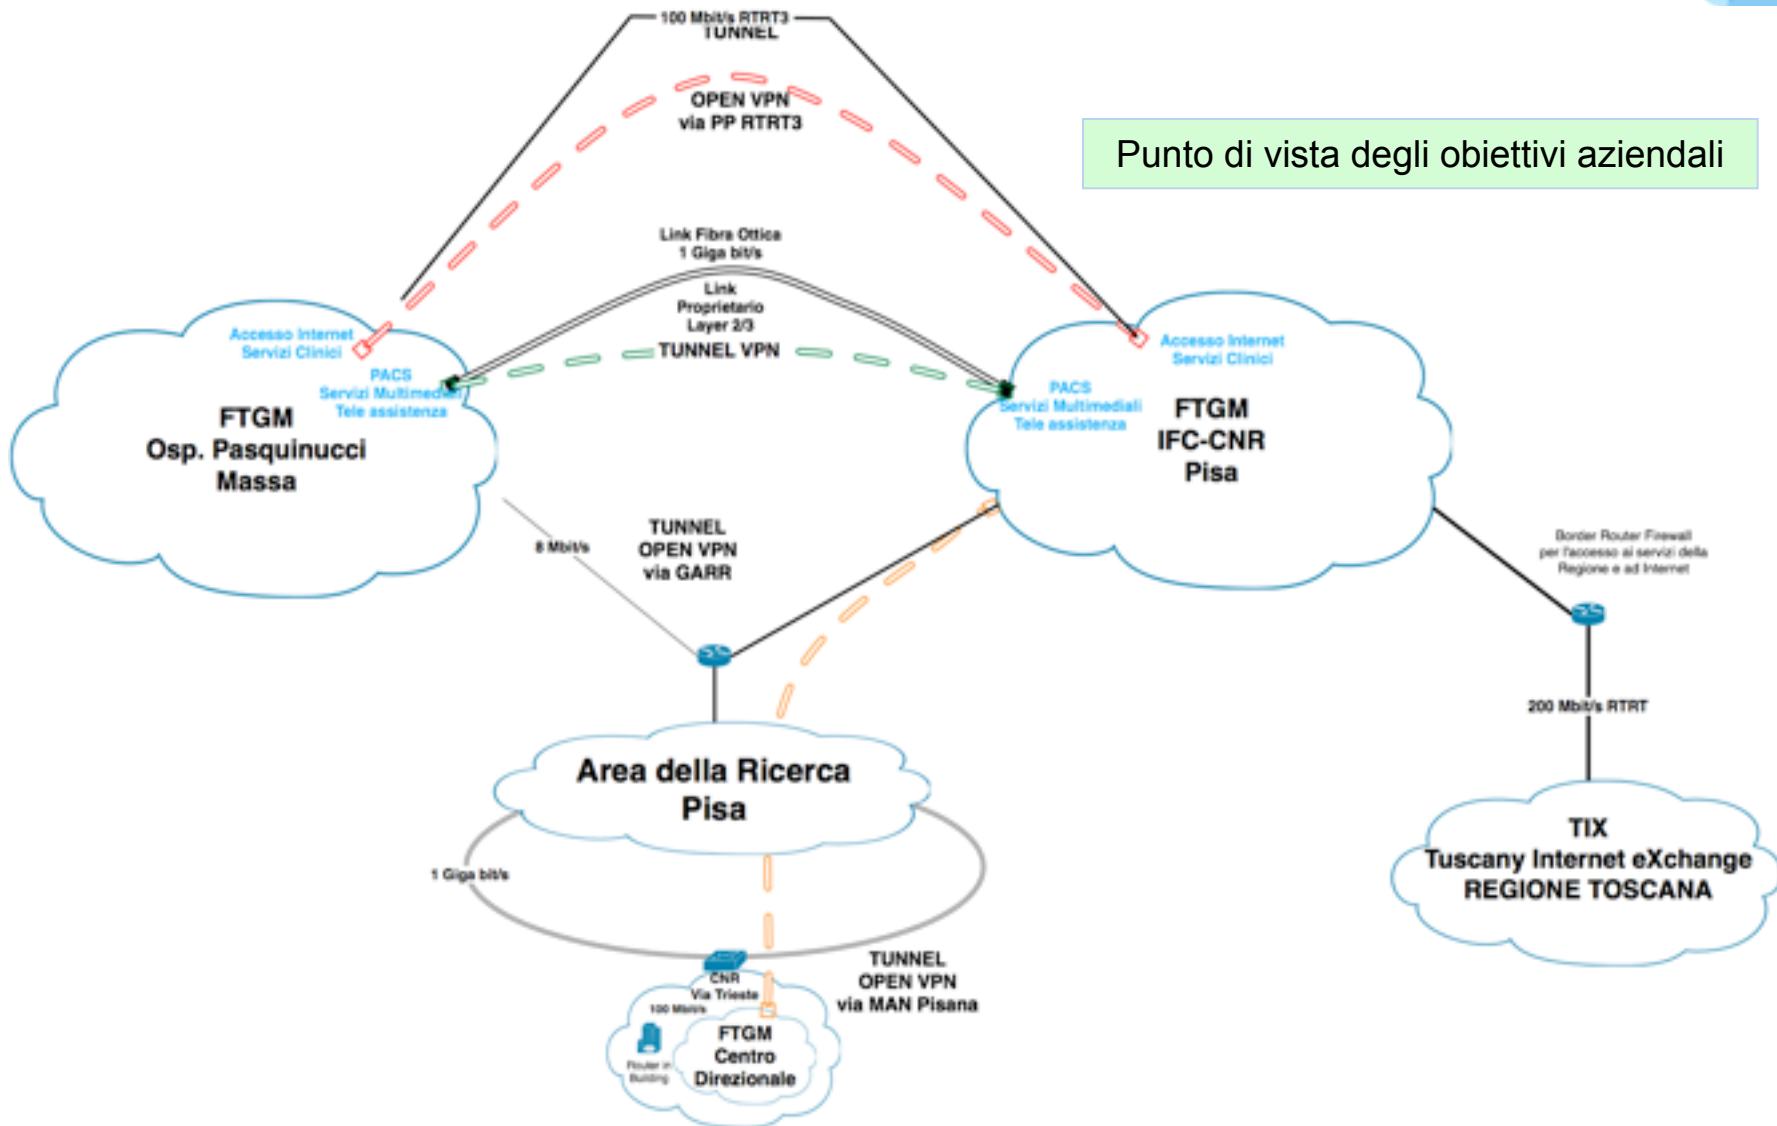 100 Mbit/s RTRT3
TUNNEL
OPEN VPN
via PP RTRT3
Punto di vista degli obiettivi aziendali
Link Fibra Ottica
1 Giga bit/s
Link
Proprietario
Layer 2/3
TUNNEL VPN
Accesso Internet
Servizi Clinici
PACS
Servizi Multimediali
Tele assistenza
FTGM
Osp. Pasquinucci
Massa
Accesso Internet
Servizi Clinici
PACS
Servizi Multimediali
Tele assistenza
FTGM
IFC-CNR
Pisa
8 Mbit/s
TUNNEL
OPEN VPN
via GARR
Border Router Firewall
per l'accesso ai servizi della
Regione e ad Internet
200 Mbit/s RTRT
Area della Ricerca
Pisa
1 Giga bit/s
TIX
Tuscany Internet eXchange
REGIONE TOSCANA
TUNNEL
OPEN VPN
via MAN Pisana
CNR
Via Trieste
100 Mbit/s
Router in
Building
FTGM
Centro
Direzionale